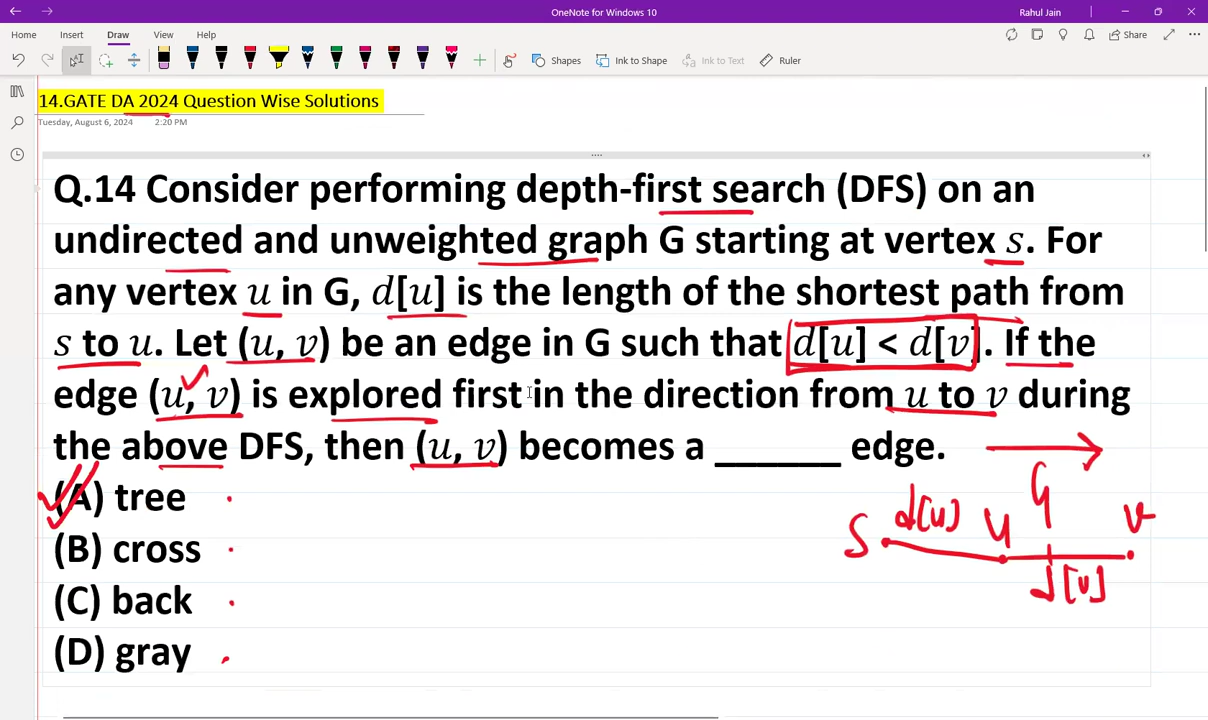 OneNote for Windows 10
Rahul Jain
Home Insert Draw View Help
Share
Shapes Ink to Shape Ink to Text Ruler
14.GATE DA 2024 Question Wise Solutions
Tuesday, August 6, 2024 2:20 PM
Q.14 Consider performing depth-first search (DFS) on an
undirected and unweighted graph G starting at vertex s. For
any vertex u in G, d[u] is the length of the shortest path from
s to u. Let (u, v) be an edge in G such that d[u] < d[v]. If the
edge (u, v) is explored first in the direction from u to v during
the above DFS, then (u, v) becomes a ______ edge.
(A) tree
(B) cross
(C) back
(D) gray
G
S d[u] u v
d[v]